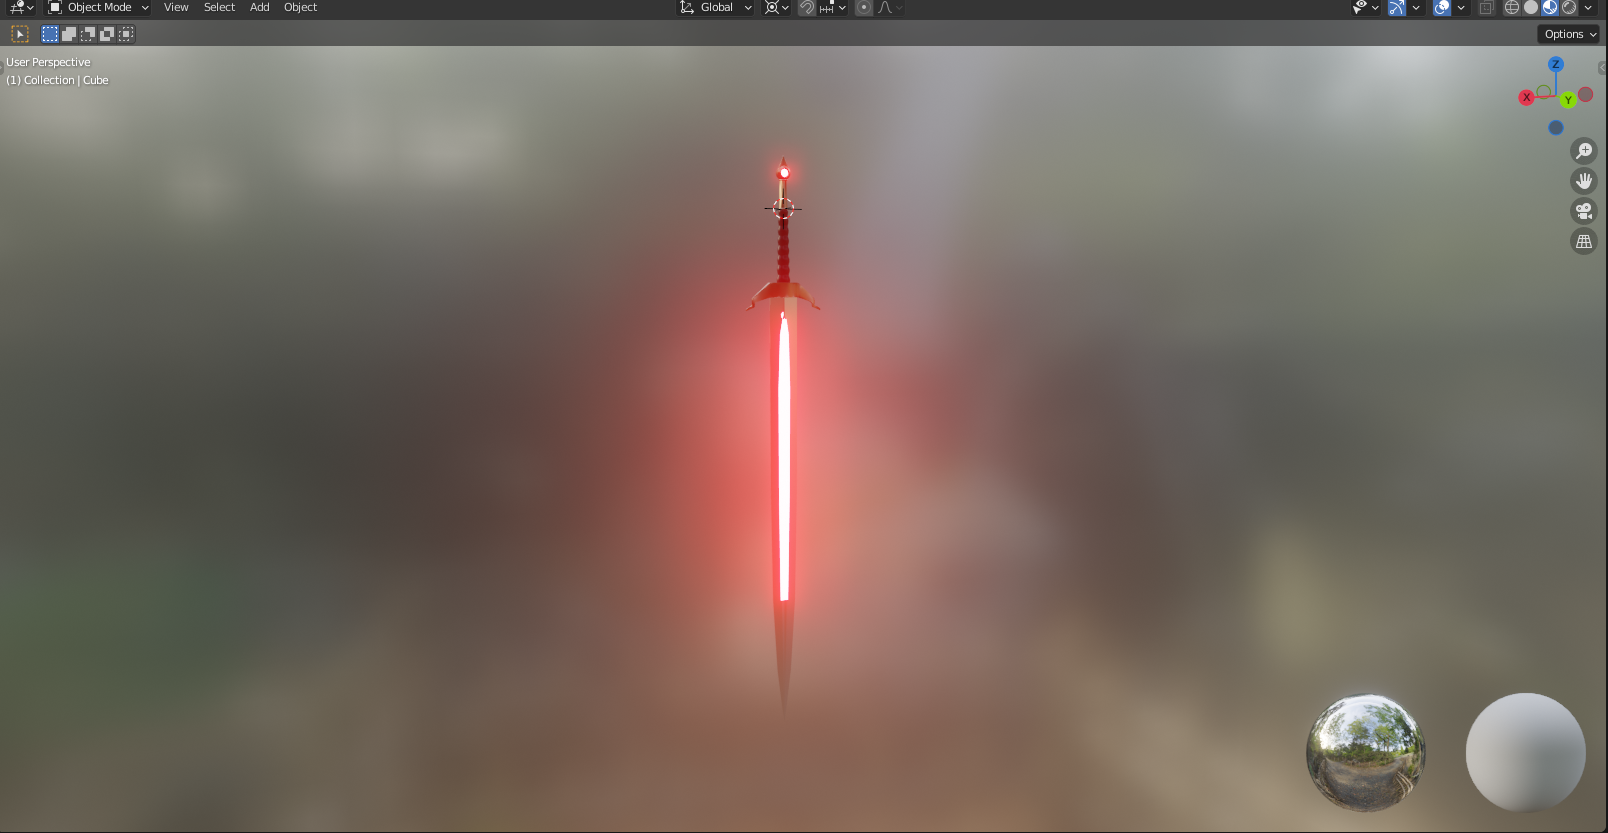 Object Mode View Select Add Object Global
Options
User Perspective
(1) Collection | Cube
Z
X Y